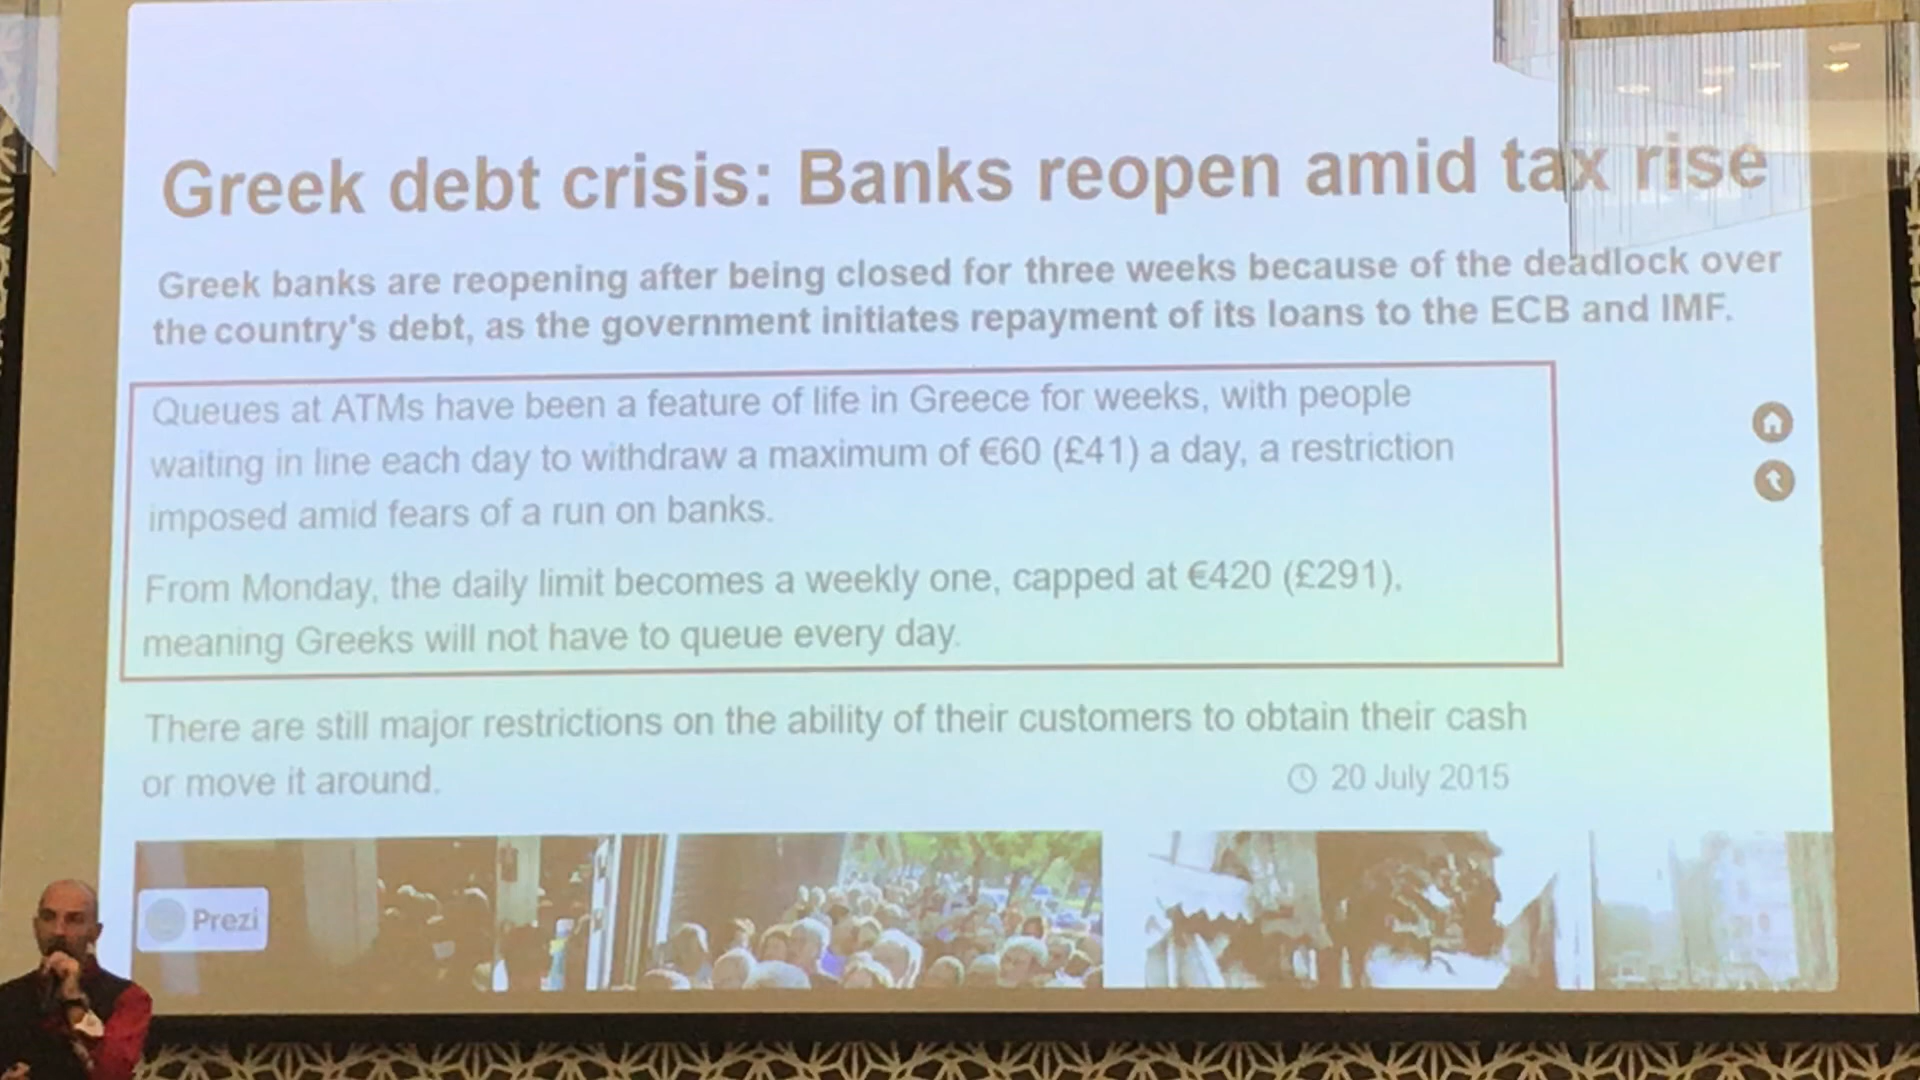 Greek debt crisis: Banks reopen amid tax rise
Greek banks are reopening after being closed for three weeks because of the deadlock over
the country's debt, as the government initiates repayment of its loans to the ECB and IMF.
Queues at ATMs have been a feature of life in Greece for weeks, with people
waiting in line each day to withdraw a maximum of €60 (£41) a day, a restriction
imposed amid fears of a run on banks.
From Monday, the daily limit becomes a weekly one, capped at €420 (£291),
meaning Greeks will not have to queue every day.
There are still major restrictions on the ability of their customers to obtain their cash
or move it around.
20 July 2015
Prezi